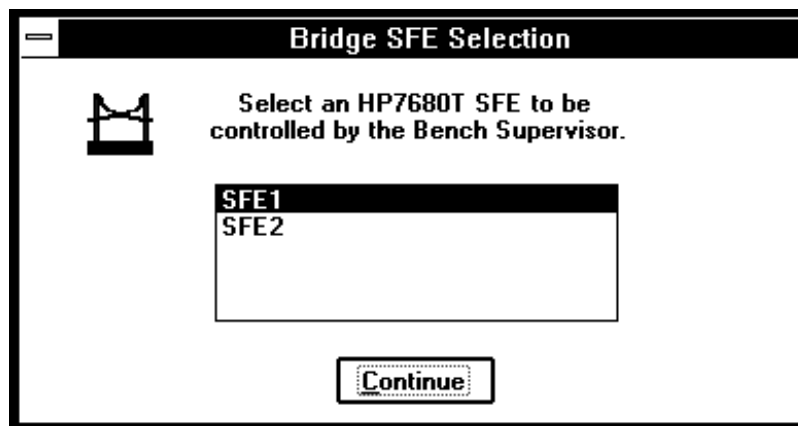 Bridge SFE Selection
Select an HP7680T SFE to be
controlled by the Bench Supervisor.
SFE1
SFE2
Continue